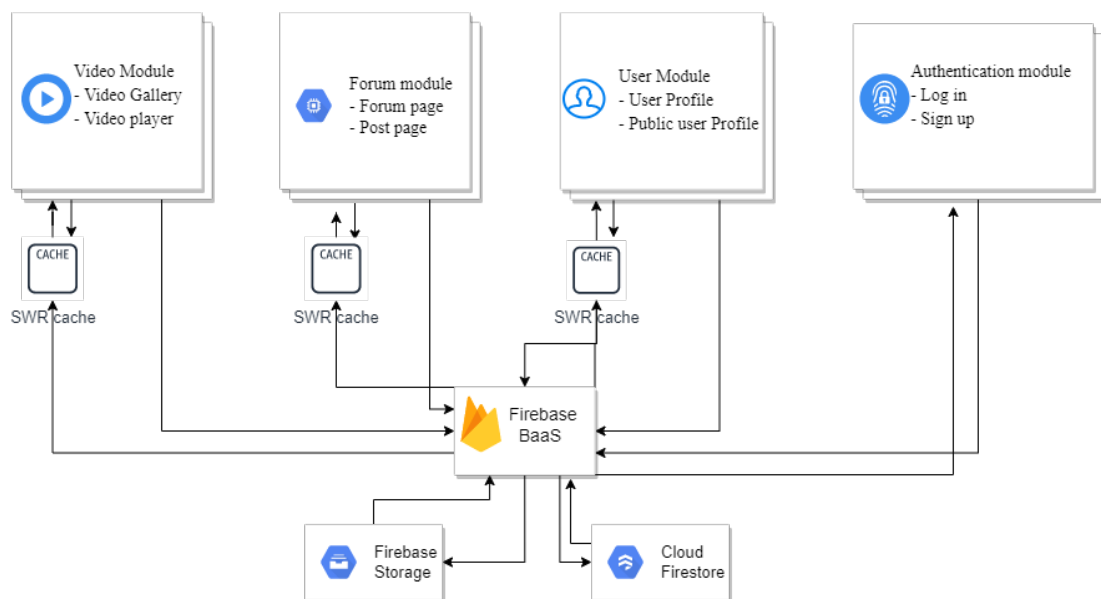 Video Module
- Video Gallery
- Video player
Forum module
- Forum page
- Post page
User Module
- User Profile
- Public user Profile
Authentication module
- Log in
- Sign up
CACHE
SWR cache
CACHE
SWR cache
CACHE
SWR cache
Firebase
BaaS
Firebase
Storage
Cloud
Firestore